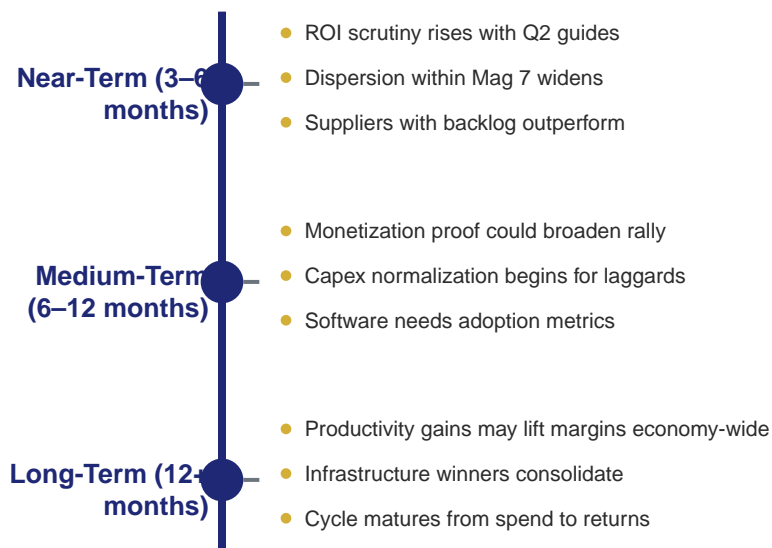 Near-Term (3–6
months)
ROI scrutiny rises with Q2 guides
Dispersion within Mag 7 widens
Suppliers with backlog outperform
Medium-Term
(6–12 months)
Monetization proof could broaden rally
Capex normalization begins for laggards
Software needs adoption metrics
Long-Term (12+
months)
Productivity gains may lift margins economy-wide
Infrastructure winners consolidate
Cycle matures from spend to returns